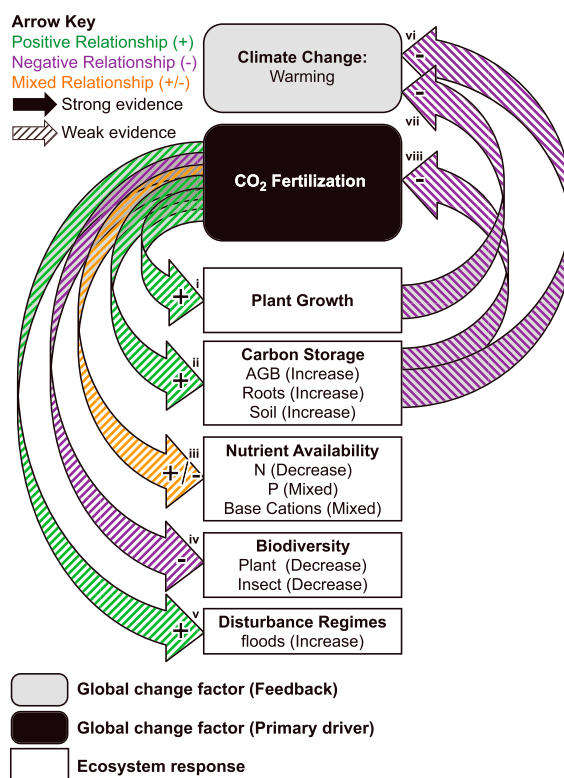 Arrow Key
Positive Relationship (+)
Negative Relationship (-)
Mixed Relationship (+/-)
Strong evidence
Weak evidence
Climate Change:
Warming
vi
-
-
vii
viii
-
CO₂ Fertilization
i
+
Plant Growth
ii
+
Carbon Storage
AGB (Increase)
Roots (Increase)
Soil (Increase)
iii
+/-
Nutrient Availability
N (Decrease)
P (Mixed)
Base Cations (Mixed)
iv
-
Biodiversity
Plant (Decrease)
Insect (Decrease)
v
+
Disturbance Regimes
floods (Increase)
Global change factor (Feedback)
Global change factor (Primary driver)
Ecosystem response